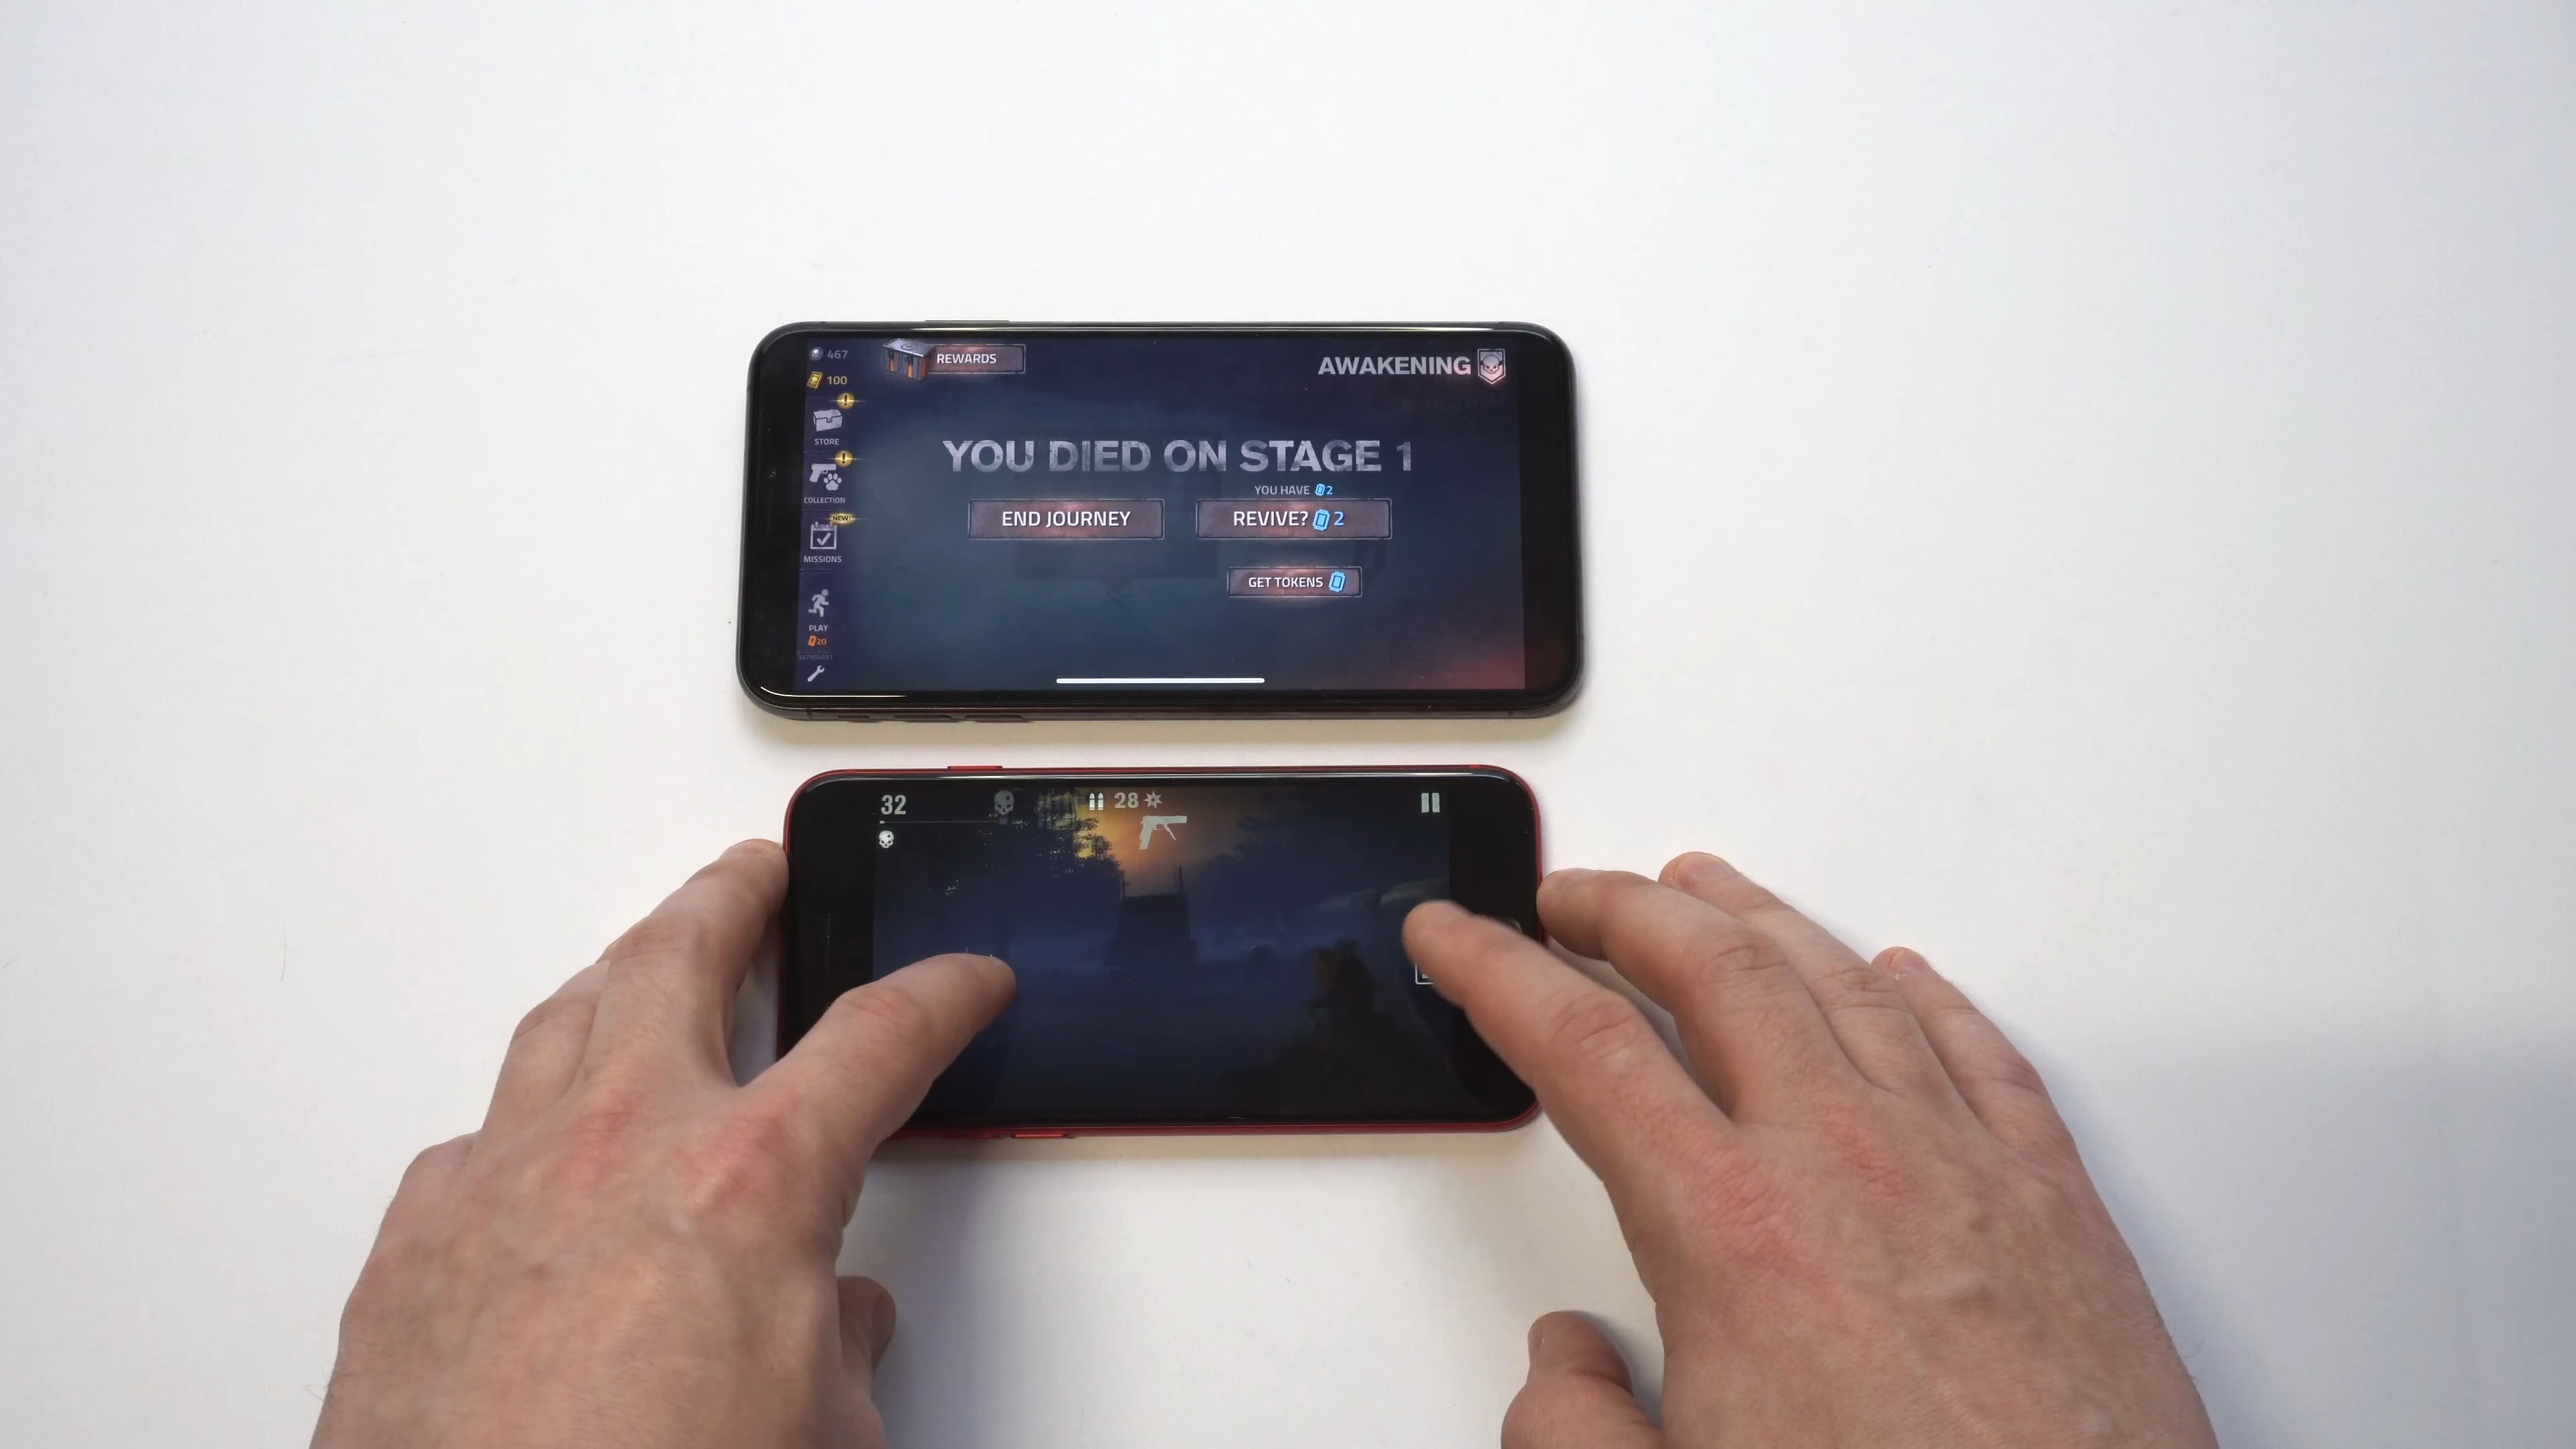 467
REWARDS
AWAKENING
100
STORE
COLLECTION
NEW!
MISSIONS
PLAY
20
YOU DIED ON STAGE 1
YOU HAVE 2
END JOURNEY
REVIVE? 2
GET TOKENS
32
28